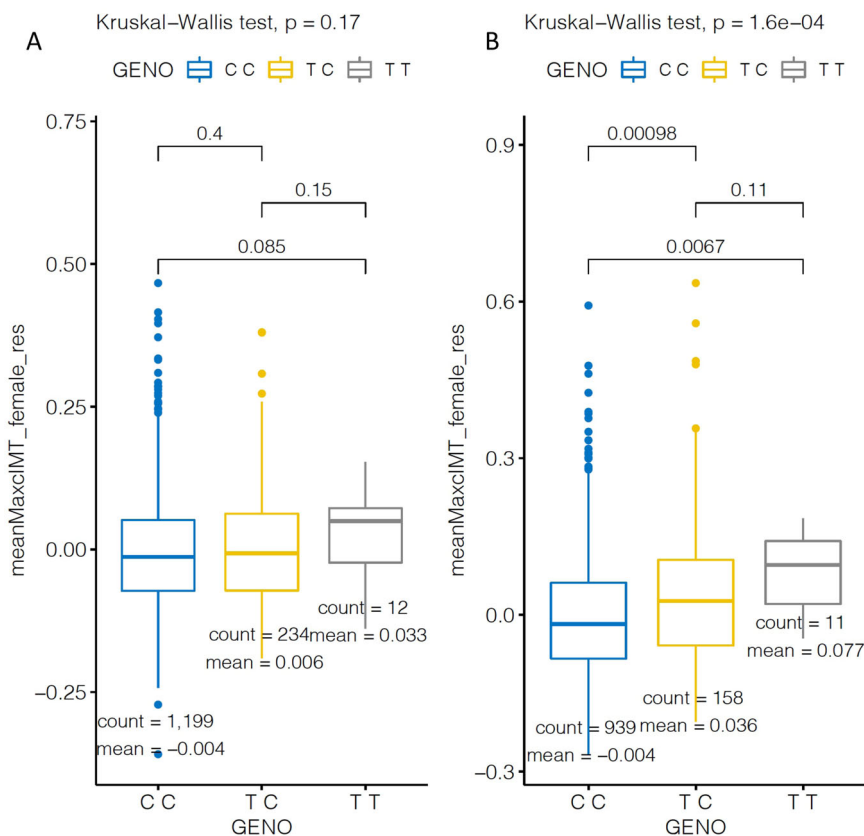 A
Kruskal–Wallis test, p = 0.17
GENO C C T C T T
0.75
0.50
0.25
0.00
−0.25
meanMaxcIMT_female_res
0.4
0.15
0.085
count = 12
mean = 0.033
count = 234
mean = 0.006
count = 1,199
mean = −0.004
C C T C T T
GENO
B
Kruskal–Wallis test, p = 1.6e−04
GENO C C T C T T
0.9
0.6
0.3
0.0
−0.3
meanMaxcIMT_female_res
0.00098
0.11
0.0067
count = 11
mean = 0.077
count = 158
mean = 0.036
count = 939
mean = −0.004
C C T C T T
GENO